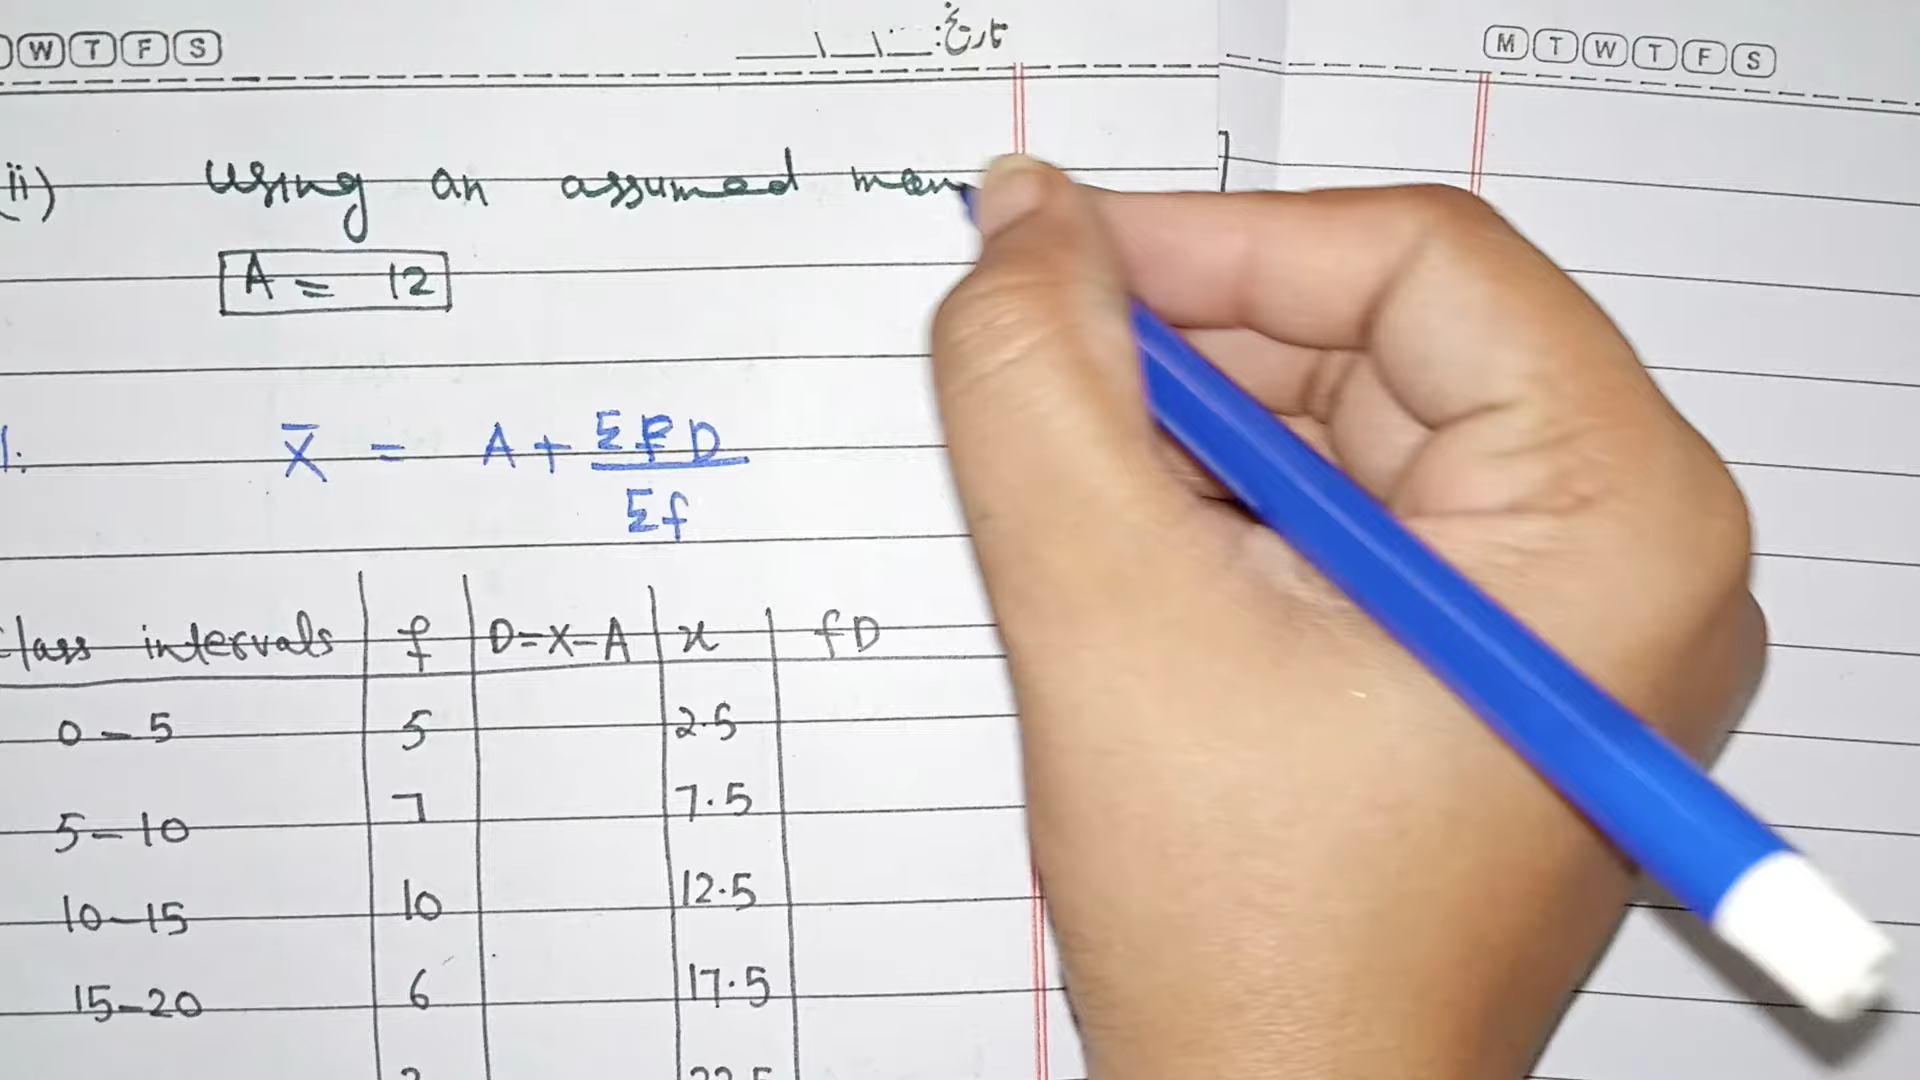 W T F S
تاریخ:
M T W T F S
(ii) Using an assumed mean
A = 12
X̄ = A + ΣfD
Σf
Class intervals f D=X-A x fD
0-5 5 2.5
5-10 7 7.5
10-15 10 12.5
15-20 6 17.5